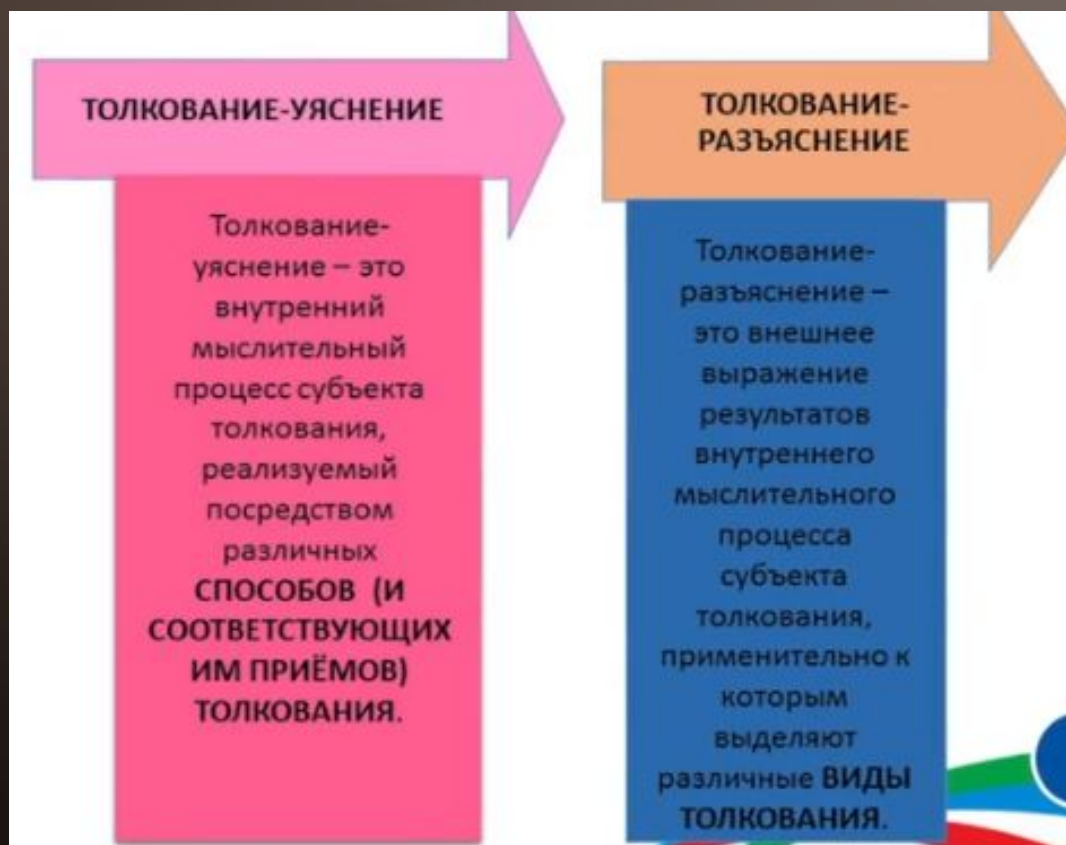 ТОЛКОВАНИЕ-УЯСНЕНИЕ
Толкование-
уяснение – это
внутренний
мыслительный
процесс субъекта
толкования,
реализуемый
посредством
различных
СПОСОБОВ (И
СООТВЕТСТВУЮЩИХ
ИМ ПРИЁМОВ)
ТОЛКОВАНИЯ.
ТОЛКОВАНИЕ-
РАЗЪЯСНЕНИЕ
Толкование-
разъяснение –
это внешнее
выражение
результатов
внутреннего
мыслительного
процесса
субъекта
толкования,
применительно к
которым
выделяют
различные ВИДЫ
ТОЛКОВАНИЯ.